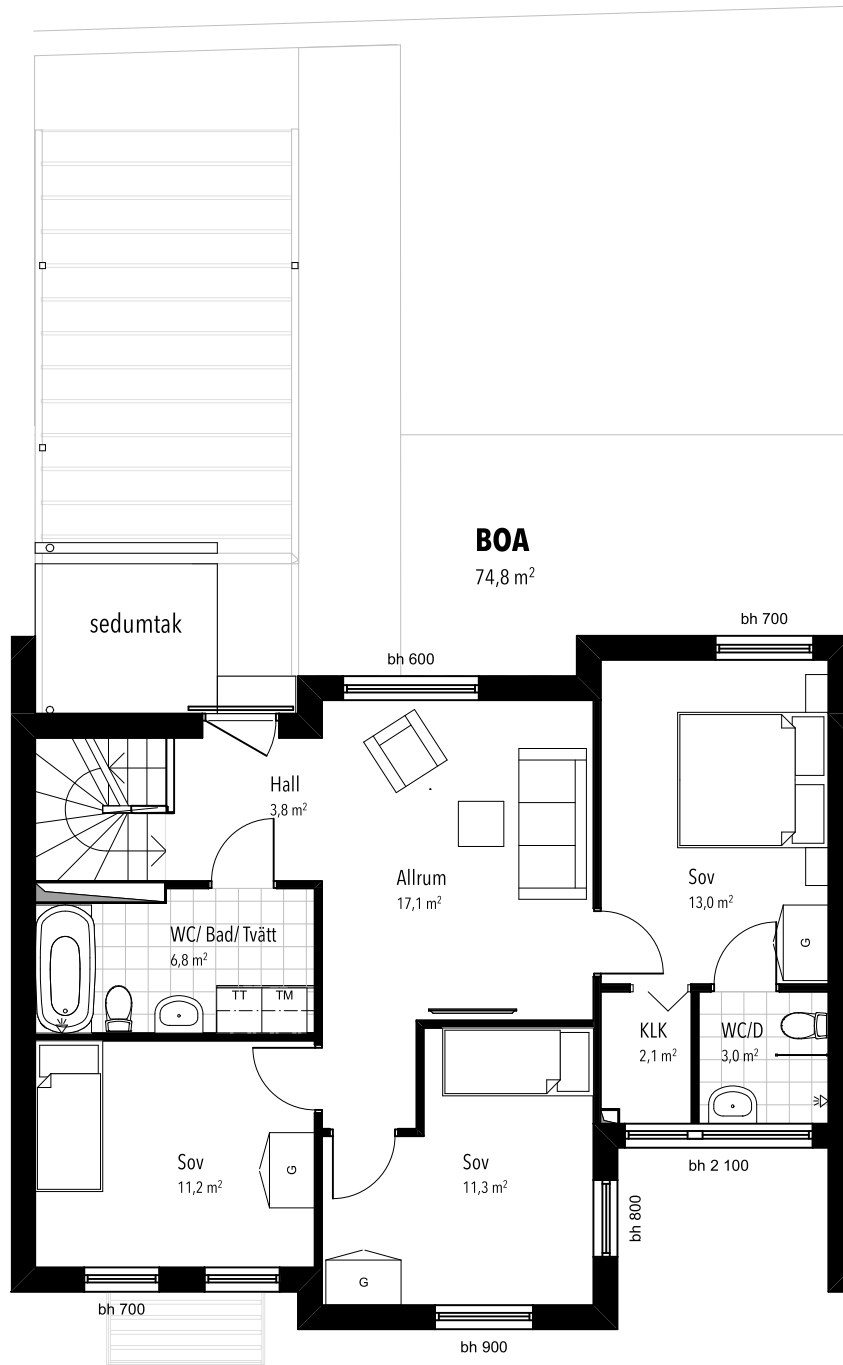 BOA
74,8 m²
sedumtak
bh 700
bh 600
Hall
3,8 m²
Allrum
17,1 m²
Sov
13,0 m²
WC/ Bad/ Tvätt
6,8 m²
G
TT
TM
KLK
2,1 m²
WC/D
3,0 m²
Sov
11,2 m²
G
Sov
11,3 m²
bh 2 100
bh 800
G
bh 700
bh 900